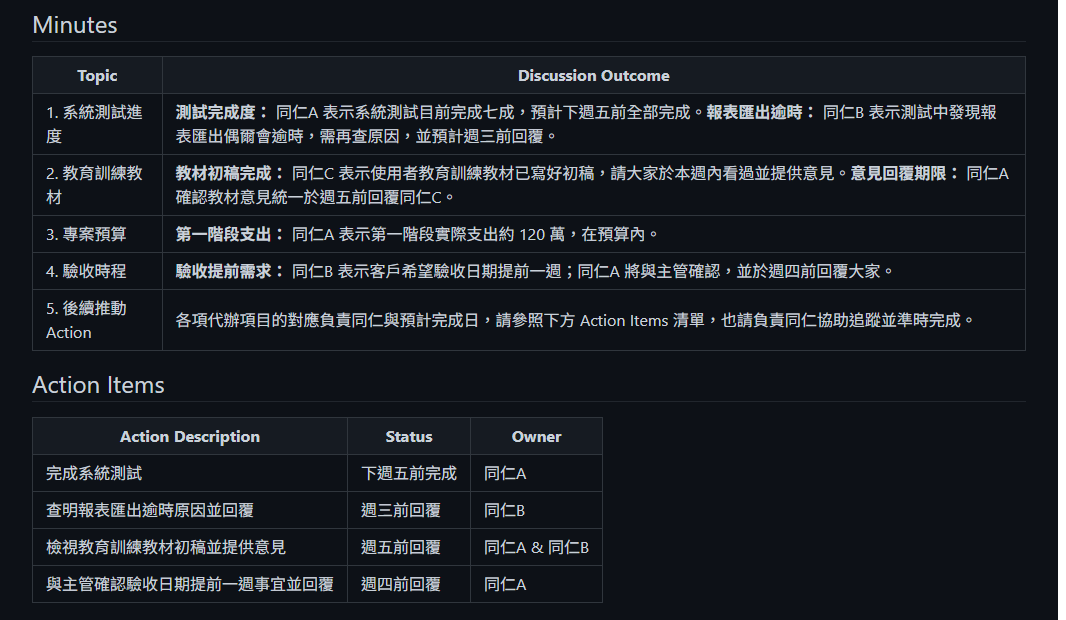 Minutes
Topic
Discussion Outcome
1. 系統測試進
度
測試完成度： 同仁A 表示系統測試目前完成七成，預計下週五前全部完成。報表匯出逾時： 同仁B 表示測試中發現報
表匯出偶爾會逾時，需再查原因，並預計週三前回覆。
2. 教育訓練教
材
教材初稿完成： 同仁C 表示使用者教育訓練教材已寫好初稿，請大家於本週內看過並提供意見。意見回覆期限： 同仁A
確認教材意見統一於週五前回覆同仁C。
3. 專案預算
第一階段支出： 同仁A 表示第一階段實際支出約 120 萬，在預算內。
4. 驗收時程
驗收提前需求： 同仁B 表示客戶希望驗收日期提前一週；同仁A 將與主管確認，並於週四前回覆大家。
5. 後續推動
Action
各項代辦項目的對應負責同仁與預計完成日，請參照下方 Action Items 清單，也請負責同仁協助追蹤並準時完成。
Action Items
Action Description
Status
Owner
完成系統測試
下週五前完成
同仁A
查明報表匯出逾時原因並回覆
週三前回覆
同仁B
檢視教育訓練教材初稿並提供意見
週五前回覆
同仁A & 同仁B
與主管確認驗收日期提前一週事宜並回覆
週四前回覆
同仁A